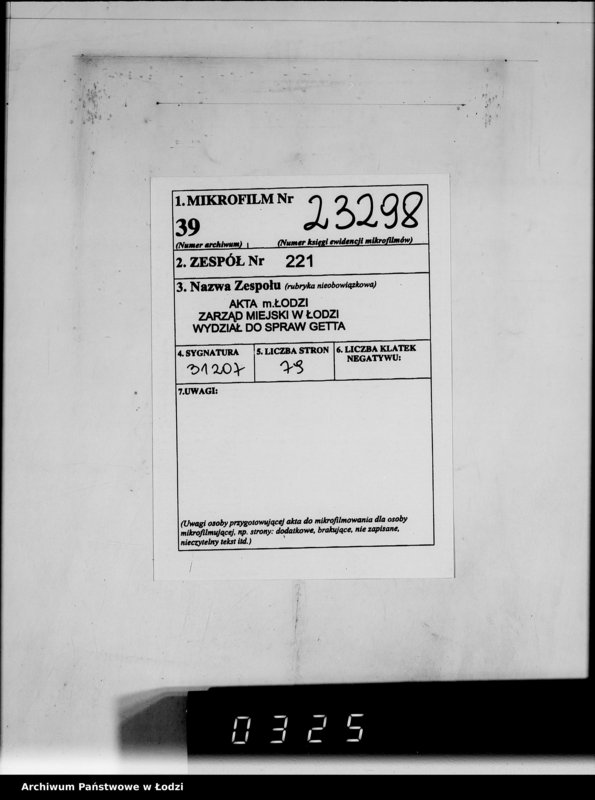 1. MIKROFILM Nr 23298
39
(Numer archiwum) (Numer księgi ewidencji mikrofilmów)
2. ZESPÓŁ Nr 221
3. Nazwa Zespołu (rubryka nieobowiązkowa)
AKTA m.ŁODZI
ZARZĄD MIEJSKI W ŁODZI
WYDZIAŁ DO SPRAW GETTA
4. SYGNATURA 5. LICZBA STRON 6. LICZBA KLATEK
NEGATYWU:
31207 79
7.UWAGI:
(Uwagi osoby przygotowującej akta do mikrofilmowania dla osoby
mikrofilmującej, np. strony: dodatkowe, brakujące, nie zapisane,
nieczytelny tekst itd.)
0325
Archiwum Państwowe w Łodzi